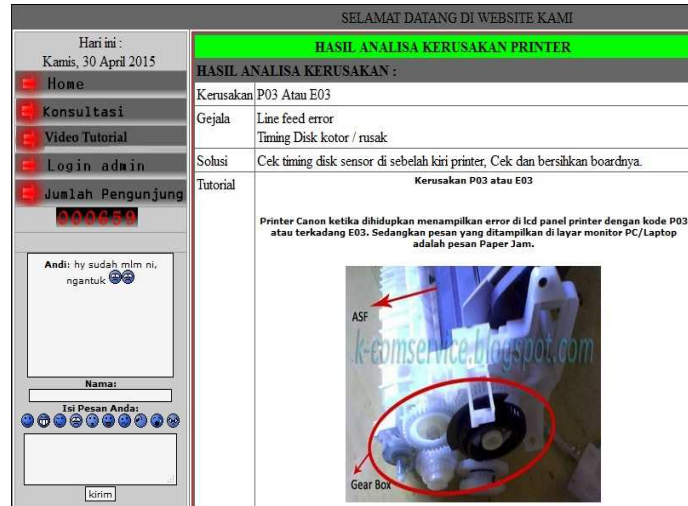 SELAMAT DATANG DI WEBSITE KAMI
Hari ini :
Kamis, 30 April 2015
Home
Konsultasi
Video Tutorial
Login admin
Jumlah Pengunjung
000659
Andi: hy sudah mlm ni,
ngantuk
Nama:
Isi Pesan Anda:
kirim
HASIL ANALISA KERUSAKAN PRINTER
HASIL ANALISA KERUSAKAN :
Kerusakan P03 Atau E03
Gejala Line feed error
Timing Disk kotor / rusak
Solusi Cek timing disk sensor di sebelah kiri printer, Cek dan bersihkan boardnya.
Tutorial Kerusakan P03 atau E03
Printer Canon ketika dihidupkan menampilkan error di lcd panel printer dengan kode P03
atau terkadang E03. Sedangkan pesan yang ditampilkan di layar monitor PC/Laptop
adalah pesan Paper Jam.
ASF
k-comservice.blogspot.com
Gear Box